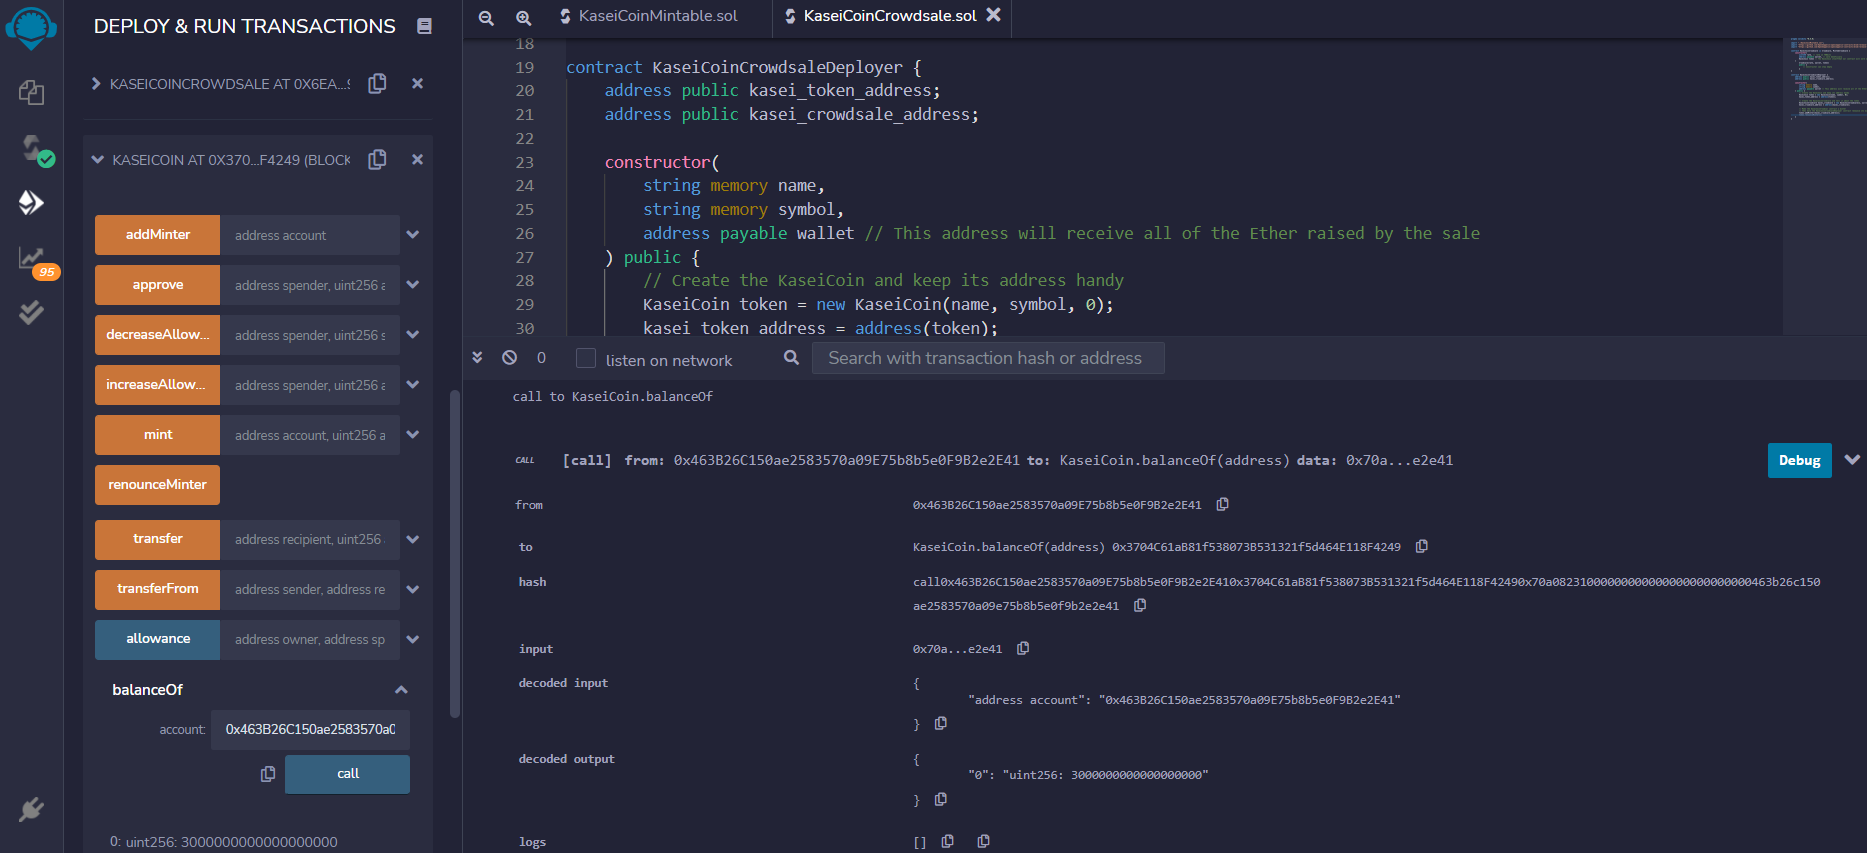 DEPLOY & RUN TRANSACTIONS
KASEICOINCROWDSALE AT 0X6EA...
KASEICOIN AT 0X370...F4249 (BLOCK
95
addMinter address account
approve address spender, uint256 a
decreaseAllow... address spender, uint256 s
increaseAllow... address spender, uint256 a
mint address account, uint256 a
renounceMinter
transfer address recipient, uint256
transferFrom address sender, address re
allowance address owner, address sp
balanceOf
account: 0x463B26C150ae2583570a0
call
0: uint256: 3000000000000000000
KaseiCoinMintable.sol
KaseiCoinCrowdsale.sol
18
19 contract KaseiCoinCrowdsaleDeployer {
20 address public kasei_token_address;
21 address public kasei_crowdsale_address;
22
23 constructor(
24 string memory name,
25 string memory symbol,
26 address payable wallet // This address will receive all of the Ether raised by the sale
27 ) public {
28 // Create the KaseiCoin and keep its address handy
29 KaseiCoin token = new KaseiCoin(name, symbol, 0);
30 kasei_token_address = address(token);
0 listen on network Search with transaction hash or address
call to KaseiCoin.balanceOf
CALL [call] from: 0x463B26C150ae2583570a09E75b8b5e0F9B2e2E41 to: KaseiCoin.balanceOf(address) data: 0x70a...e2e41 Debug
from 0x463B26C150ae2583570a09E75b8b5e0F9B2e2E41
to KaseiCoin.balanceOf(address) 0x3704C61aB81f538073B531321f5d464E118F4249
hash call0x463B26C150ae2583570a09E75b8b5e0F9B2e2E410x3704C61aB81f538073B531321f5d464E118F42490x70a08231000000000000000000000000463b26c150
ae2583570a09e75b8b5e0f9b2e2e41
input 0x70a...e2e41
decoded input {
"address account": "0x463B26C150ae2583570a09E75b8b5e0F9B2e2E41"
}
decoded output {
"0": "uint256: 3000000000000000000"
}
logs []